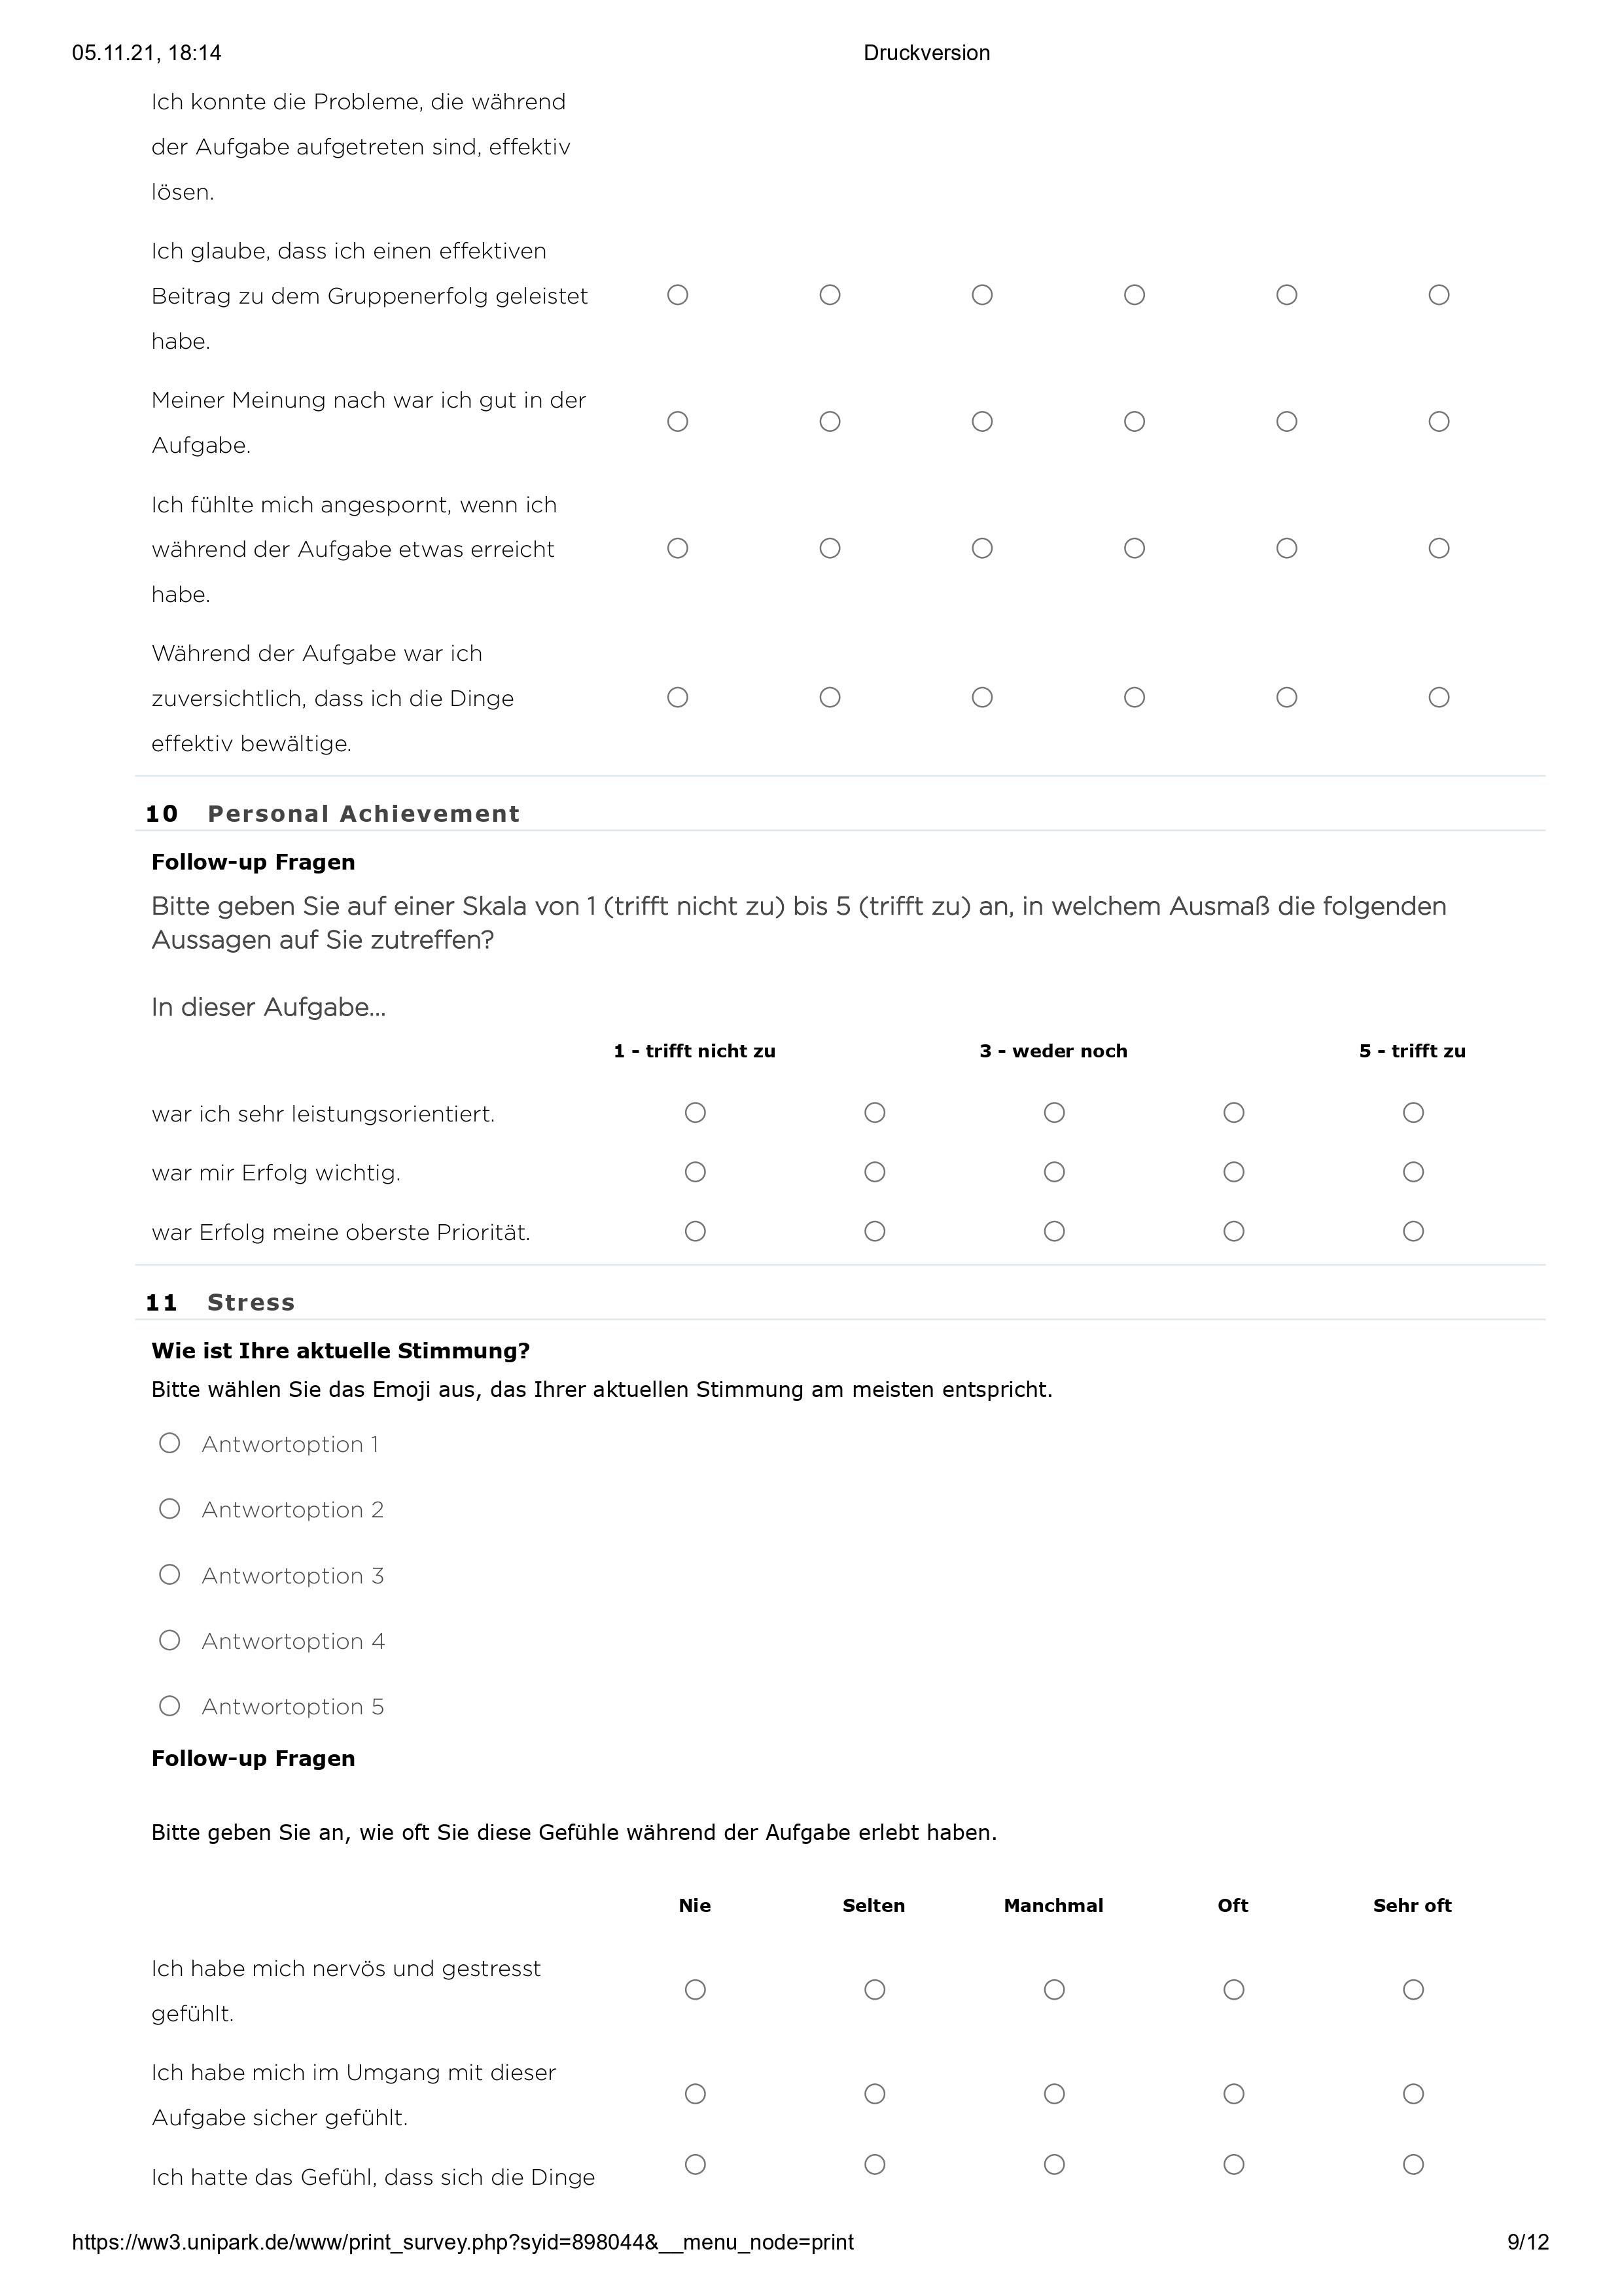 05.11.21, 18:14 Druckversion
Ich konnte die Probleme, die während
der Aufgabe aufgetreten sind, effektiv
lösen.
Ich glaube, dass ich einen effektiven
Beitrag zu dem Gruppenerfolg geleistet
habe.
Meiner Meinung nach war ich gut in der
Aufgabe.
Ich fühlte mich angespornt, wenn ich
während der Aufgabe etwas erreicht
habe.
Während der Aufgabe war ich
zuversichtlich, dass ich die Dinge
effektiv bewältige.
10 Personal Achievement
Follow-up Fragen
Bitte geben Sie auf einer Skala von 1 (trifft nicht zu) bis 5 (trifft zu) an, in welchem Ausmaß die folgenden
Aussagen auf Sie zutreffen?
In dieser Aufgabe...
1 - trifft nicht zu 3 - weder noch 5 - trifft zu
war ich sehr leistungsorientiert.
war mir Erfolg wichtig.
war Erfolg meine oberste Priorität.
11 Stress
Wie ist Ihre aktuelle Stimmung?
Bitte wählen Sie das Emoji aus, das Ihrer aktuellen Stimmung am meisten entspricht.
Antwortoption 1
Antwortoption 2
Antwortoption 3
Antwortoption 4
Antwortoption 5
Follow-up Fragen
Bitte geben Sie an, wie oft Sie diese Gefühle während der Aufgabe erlebt haben.
Nie Selten Manchmal Oft Sehr oft
Ich habe mich nervös und gestresst
gefühlt.
Ich habe mich im Umgang mit dieser
Aufgabe sicher gefühlt.
Ich hatte das Gefühl, dass sich die Dinge
https://ww3.unipark.de/www/print_survey.php?syid=898044&__menu_node=print 9/12